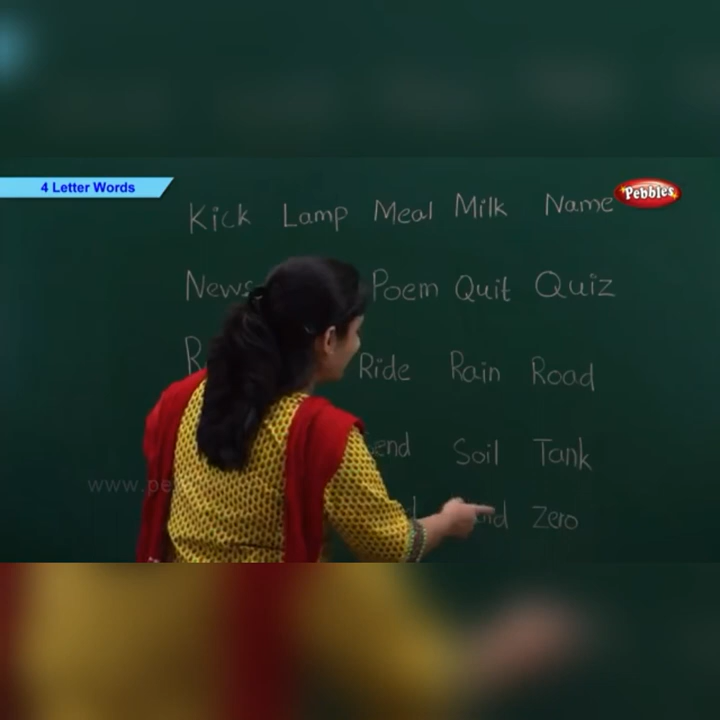 4 Letter Words
Pebbles
Kick Lamp Meal Milk Name
News Poem Quit Quiz
Ride Rain Road
Soil Tank
Zero